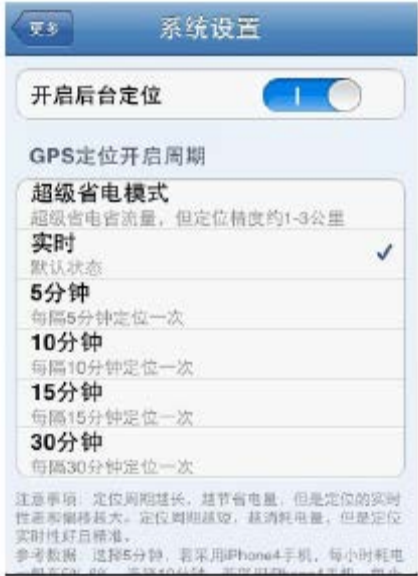 更多
系统设置
开启后台定位
GPS定位开启周期
超级省电模式
超级省电省流量，但定位精度约1-3公里
实时
默认状态
5分钟
每隔5分钟定位一次
10分钟
每隔10分钟定位一次
15分钟
每隔15分钟定位一次
30分钟
每隔30分钟定位一次
注意事项：定位周期越长，越节省电量，但是定位的实时
性差和偏移越大。定位周期越短，越消耗电量，但是定位
实时性好且精准。
参考数据：选择5分钟，若采用iPhone4手机，每小时耗电